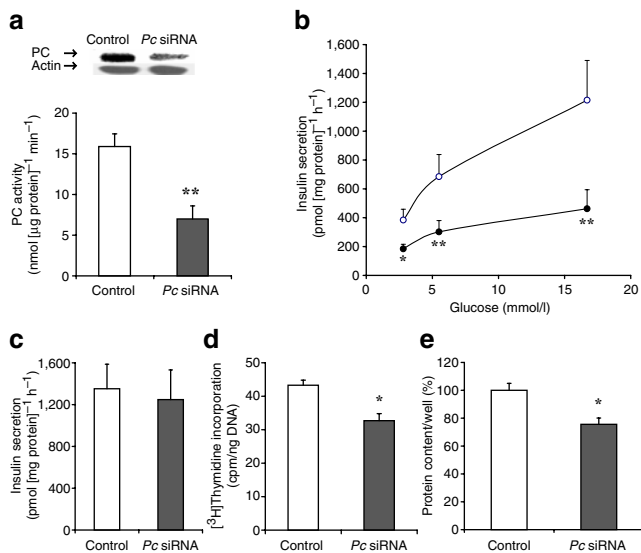 a
Control Pc siRNA
PC
Actin
PC activity
(nmol [µg protein]⁻¹ min⁻¹)
20
15
10
5
0
**
Control Pc siRNA
b
Insulin secretion
(pmol [mg protein]⁻¹ h⁻¹)
1,600
1,400
1,200
1,000
800
600
400
200
0
*
**
**
0 5 10 15 20
Glucose (mmol/l)
c
Insulin secretion
(pmol [mg protein]⁻¹ h⁻¹)
1,600
1,200
800
400
0
Control Pc siRNA
d
[³H]Thymidine incorporation
(cpm/ng DNA)
50
40
30
20
10
0
*
Control Pc siRNA
e
Protein content/well (%)
120
100
80
60
40
20
0
*
Control Pc siRNA